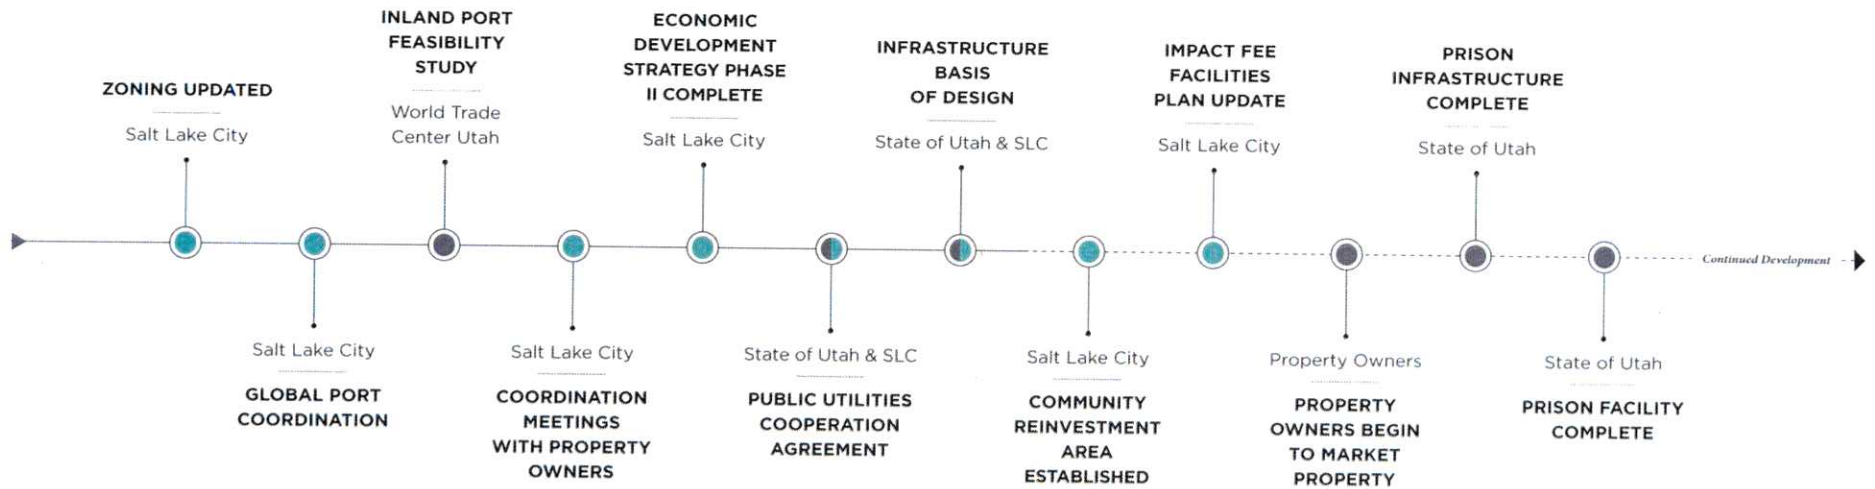 ZONING UPDATED
Salt Lake City
INLAND PORT
FEASIBILITY
STUDY
World Trade
Center Utah
ECONOMIC
DEVELOPMENT
STRATEGY PHASE
II COMPLETE
Salt Lake City
INFRASTRUCTURE
BASIS
OF DESIGN
State of Utah & SLC
IMPACT FEE
FACILITIES
PLAN UPDATE
Salt Lake City
PRISON
INFRASTRUCTURE
COMPLETE
State of Utah
Continued Development
Salt Lake City
GLOBAL PORT
COORDINATION
Salt Lake City
COORDINATION
MEETINGS
WITH PROPERTY
OWNERS
State of Utah & SLC
PUBLIC UTILITIES
COOPERATION
AGREEMENT
Salt Lake City
COMMUNITY
REINVESTMENT
AREA
ESTABLISHED
Property Owners
PROPERTY
OWNERS BEGIN
TO MARKET
PROPERTY
State of Utah
PRISON FACILITY
COMPLETE